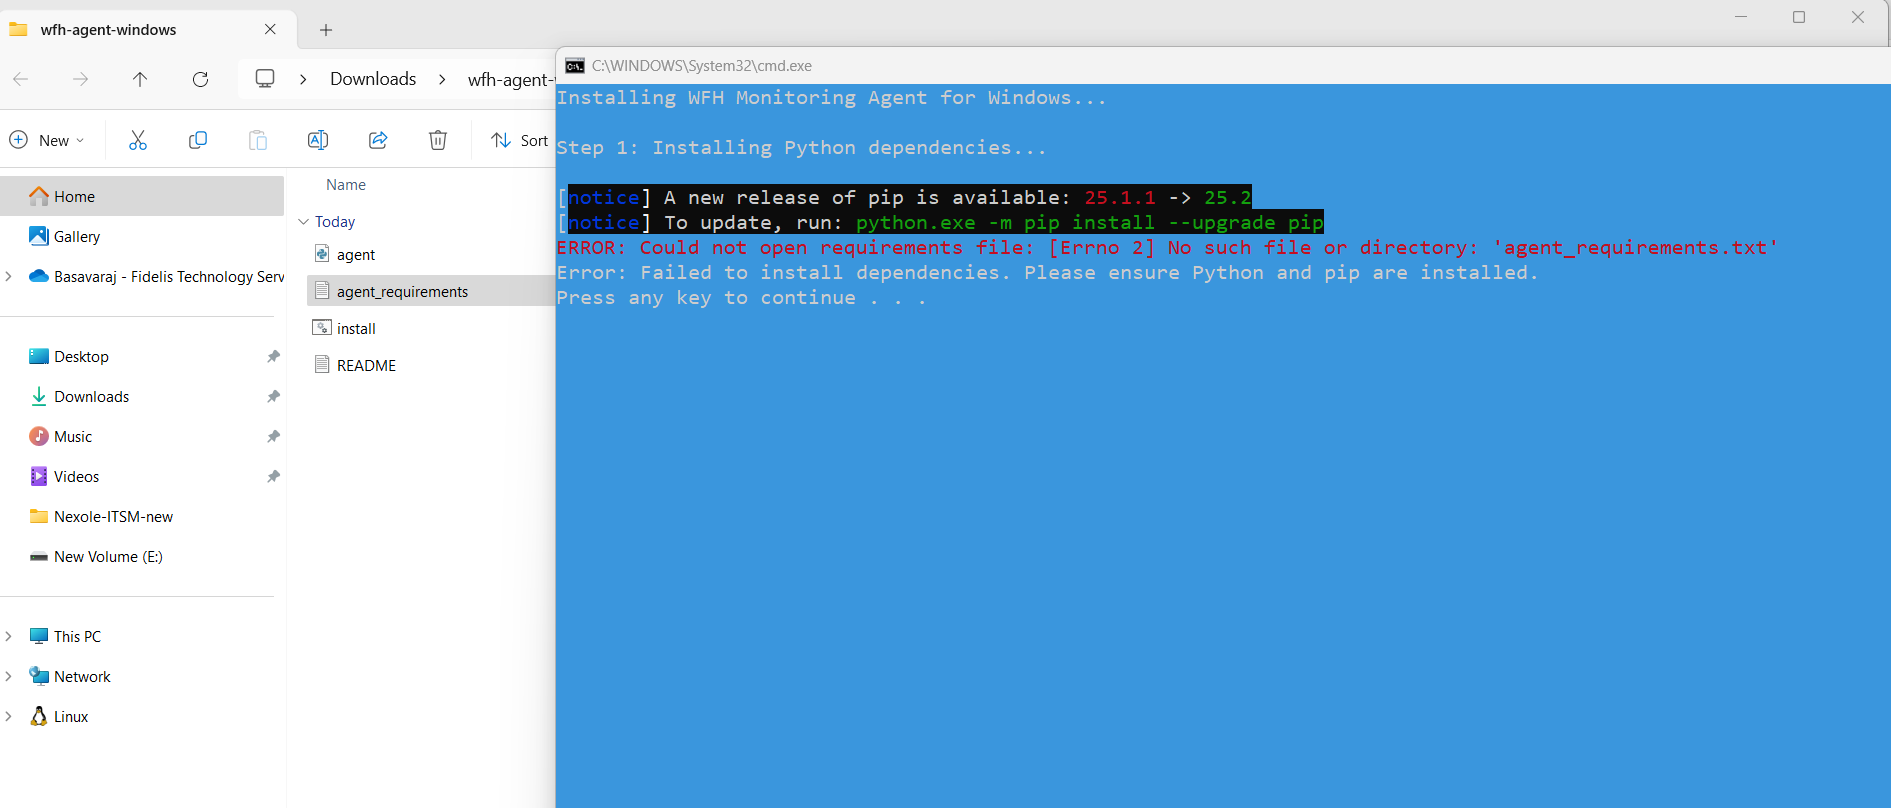 wfh-agent-windows
Downloads
wfh-agent-
New
Sort
Home
Gallery
Basavaraj - Fidelis Technology Serv
Desktop
Downloads
Music
Videos
Nexole-ITSM-new
New Volume (E:)
This PC
Network
Linux
Name
Today
agent
agent_requirements
install
README
C:\WINDOWS\System32\cmd.exe
Installing WFH Monitoring Agent for Windows...
Step 1: Installing Python dependencies...
[notice] A new release of pip is available: 25.1.1 -> 25.2
[notice] To update, run: python.exe -m pip install --upgrade pip
ERROR: Could not open requirements file: [Errno 2] No such file or directory: 'agent_requirements.txt'
Error: Failed to install dependencies. Please ensure Python and pip are installed.
Press any key to continue . . .